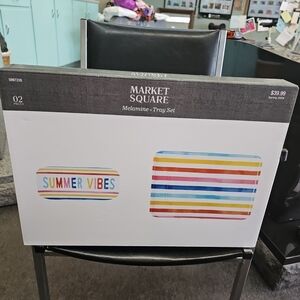 MARKET
SQUARE
Melamine • Tray Set
02
$39.99
SUMMER VIBES